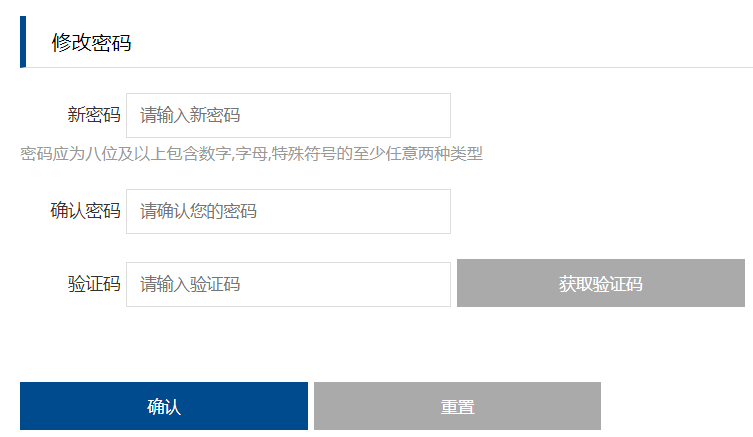 修改密码
新密码 请输入新密码
密码应为八位及以上包含数字,字母,特殊符号的至少任意两种类型
确认密码 请确认您的密码
验证码 请输入验证码 获取验证码
确认 重置